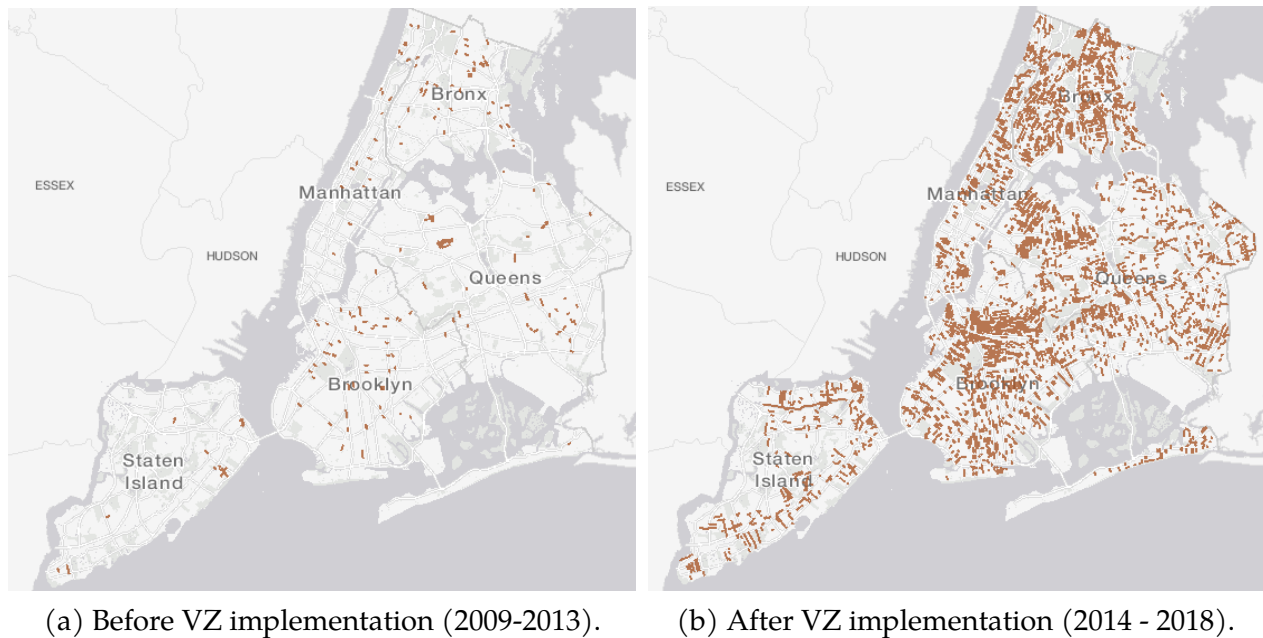 Bronx
Manhattan
ESSEX
HUDSON
Queens
Brooklyn
Staten
Island
(a) Before VZ implementation (2009-2013).
Bronx
Manhattan
ESSEX
HUDSON
Queens
Brooklyn
Staten
Island
(b) After VZ implementation (2014 - 2018).